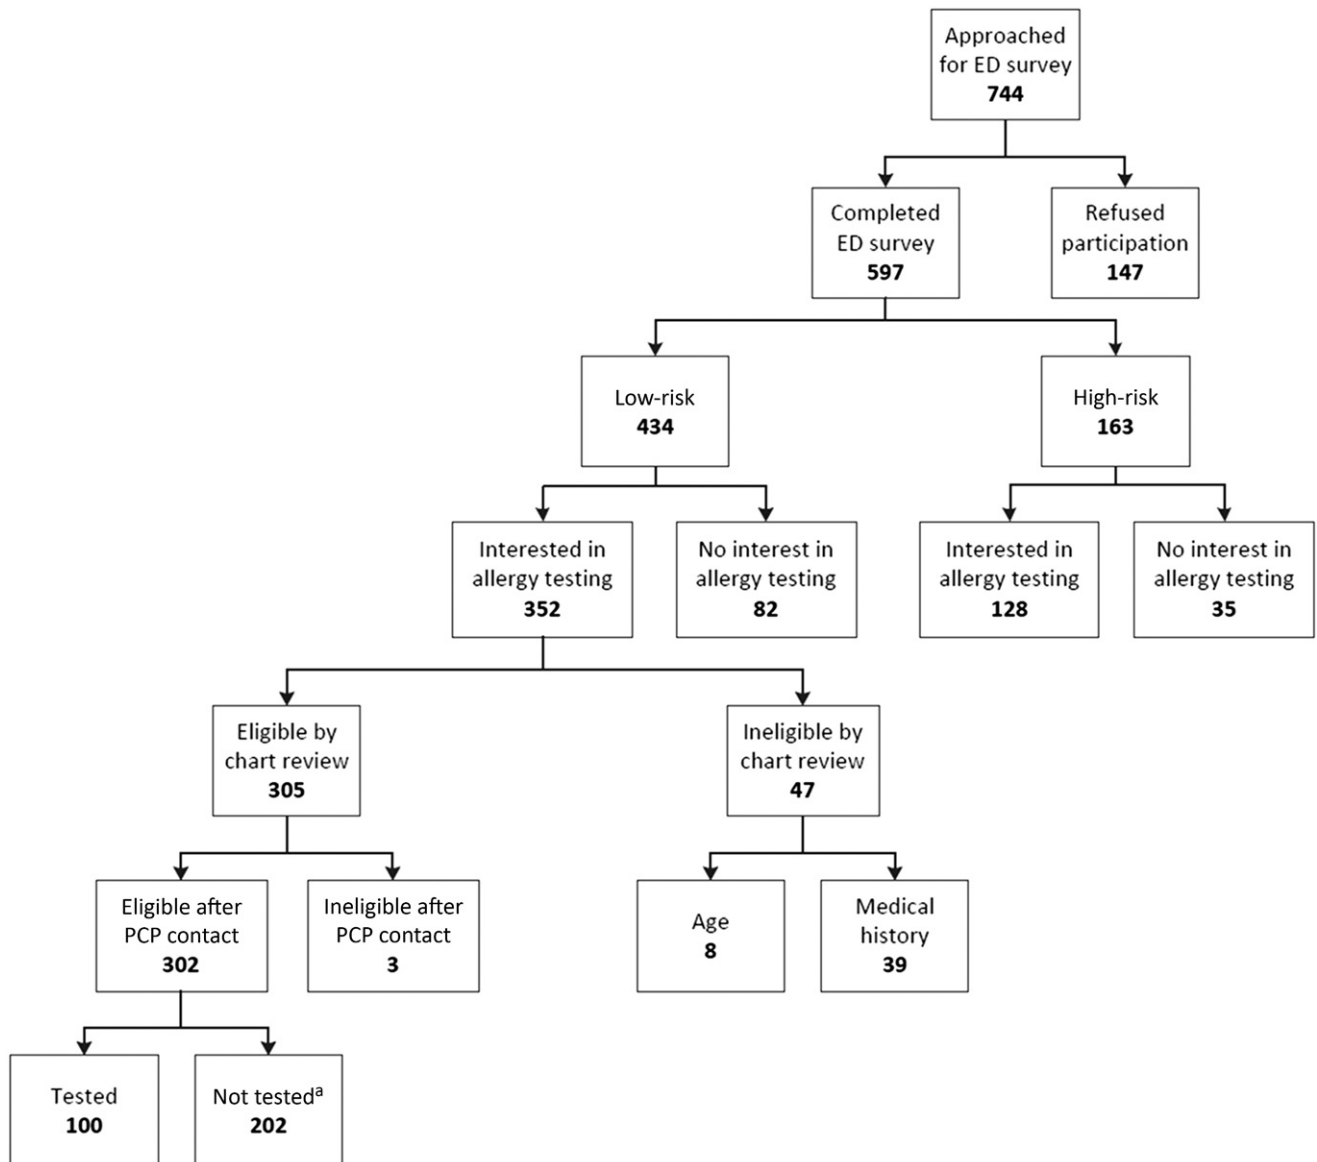 Approached
for ED survey
744
Completed
ED survey
597
Refused
participation
147
Low-risk
434
High-risk
163
Interested in
allergy testing
352
No interest in
allergy testing
82
Interested in
allergy testing
128
No interest in
allergy testing
35
Eligible by
chart review
305
Ineligible by
chart review
47
Eligible after
PCP contact
302
Ineligible after
PCP contact
3
Age
8
Medical
history
39
Tested
100
Not testedᵃ
202